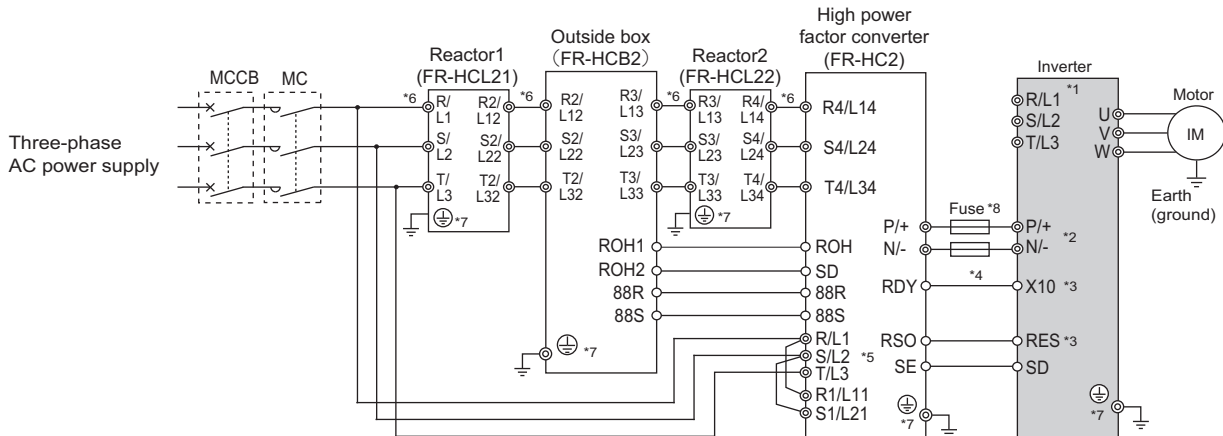 High power
factor converter
(FR-HC2)
Outside box
(FR-HCB2)
Reactor1
(FR-HCL21)
Reactor2
(FR-HCL22)
MCCB
MC
Inverter
Motor
Three-phase
AC power supply
*6
R/
L1
R2/
L12
*6
R2/
L12
R3/
L13
*6
R3/
L13
R4/
L14
*6
R4/L14
*1
R/L1
S/L2
T/L3
U
V
W
IM
S/
L2
S2/
L22
S2/
L22
S3/
L23
S3/
L23
S4/
L24
S4/L24
T/
L3
T2/
L32
T2/
L32
T3/
L33
T3/
L33
T4/
L34
T4/L34
Earth
(ground)
*7
*7
P/+
Fuse *8
P/+
N/-
N/-
*2
ROH1
ROH
ROH2
SD
88R
88R
88S
88S
RDY
*4
X10 *3
*7
R/L1
S/L2 *5
T/L3
R1/L11
S1/L21
RSO
RES *3
SE
SD
*7
*7